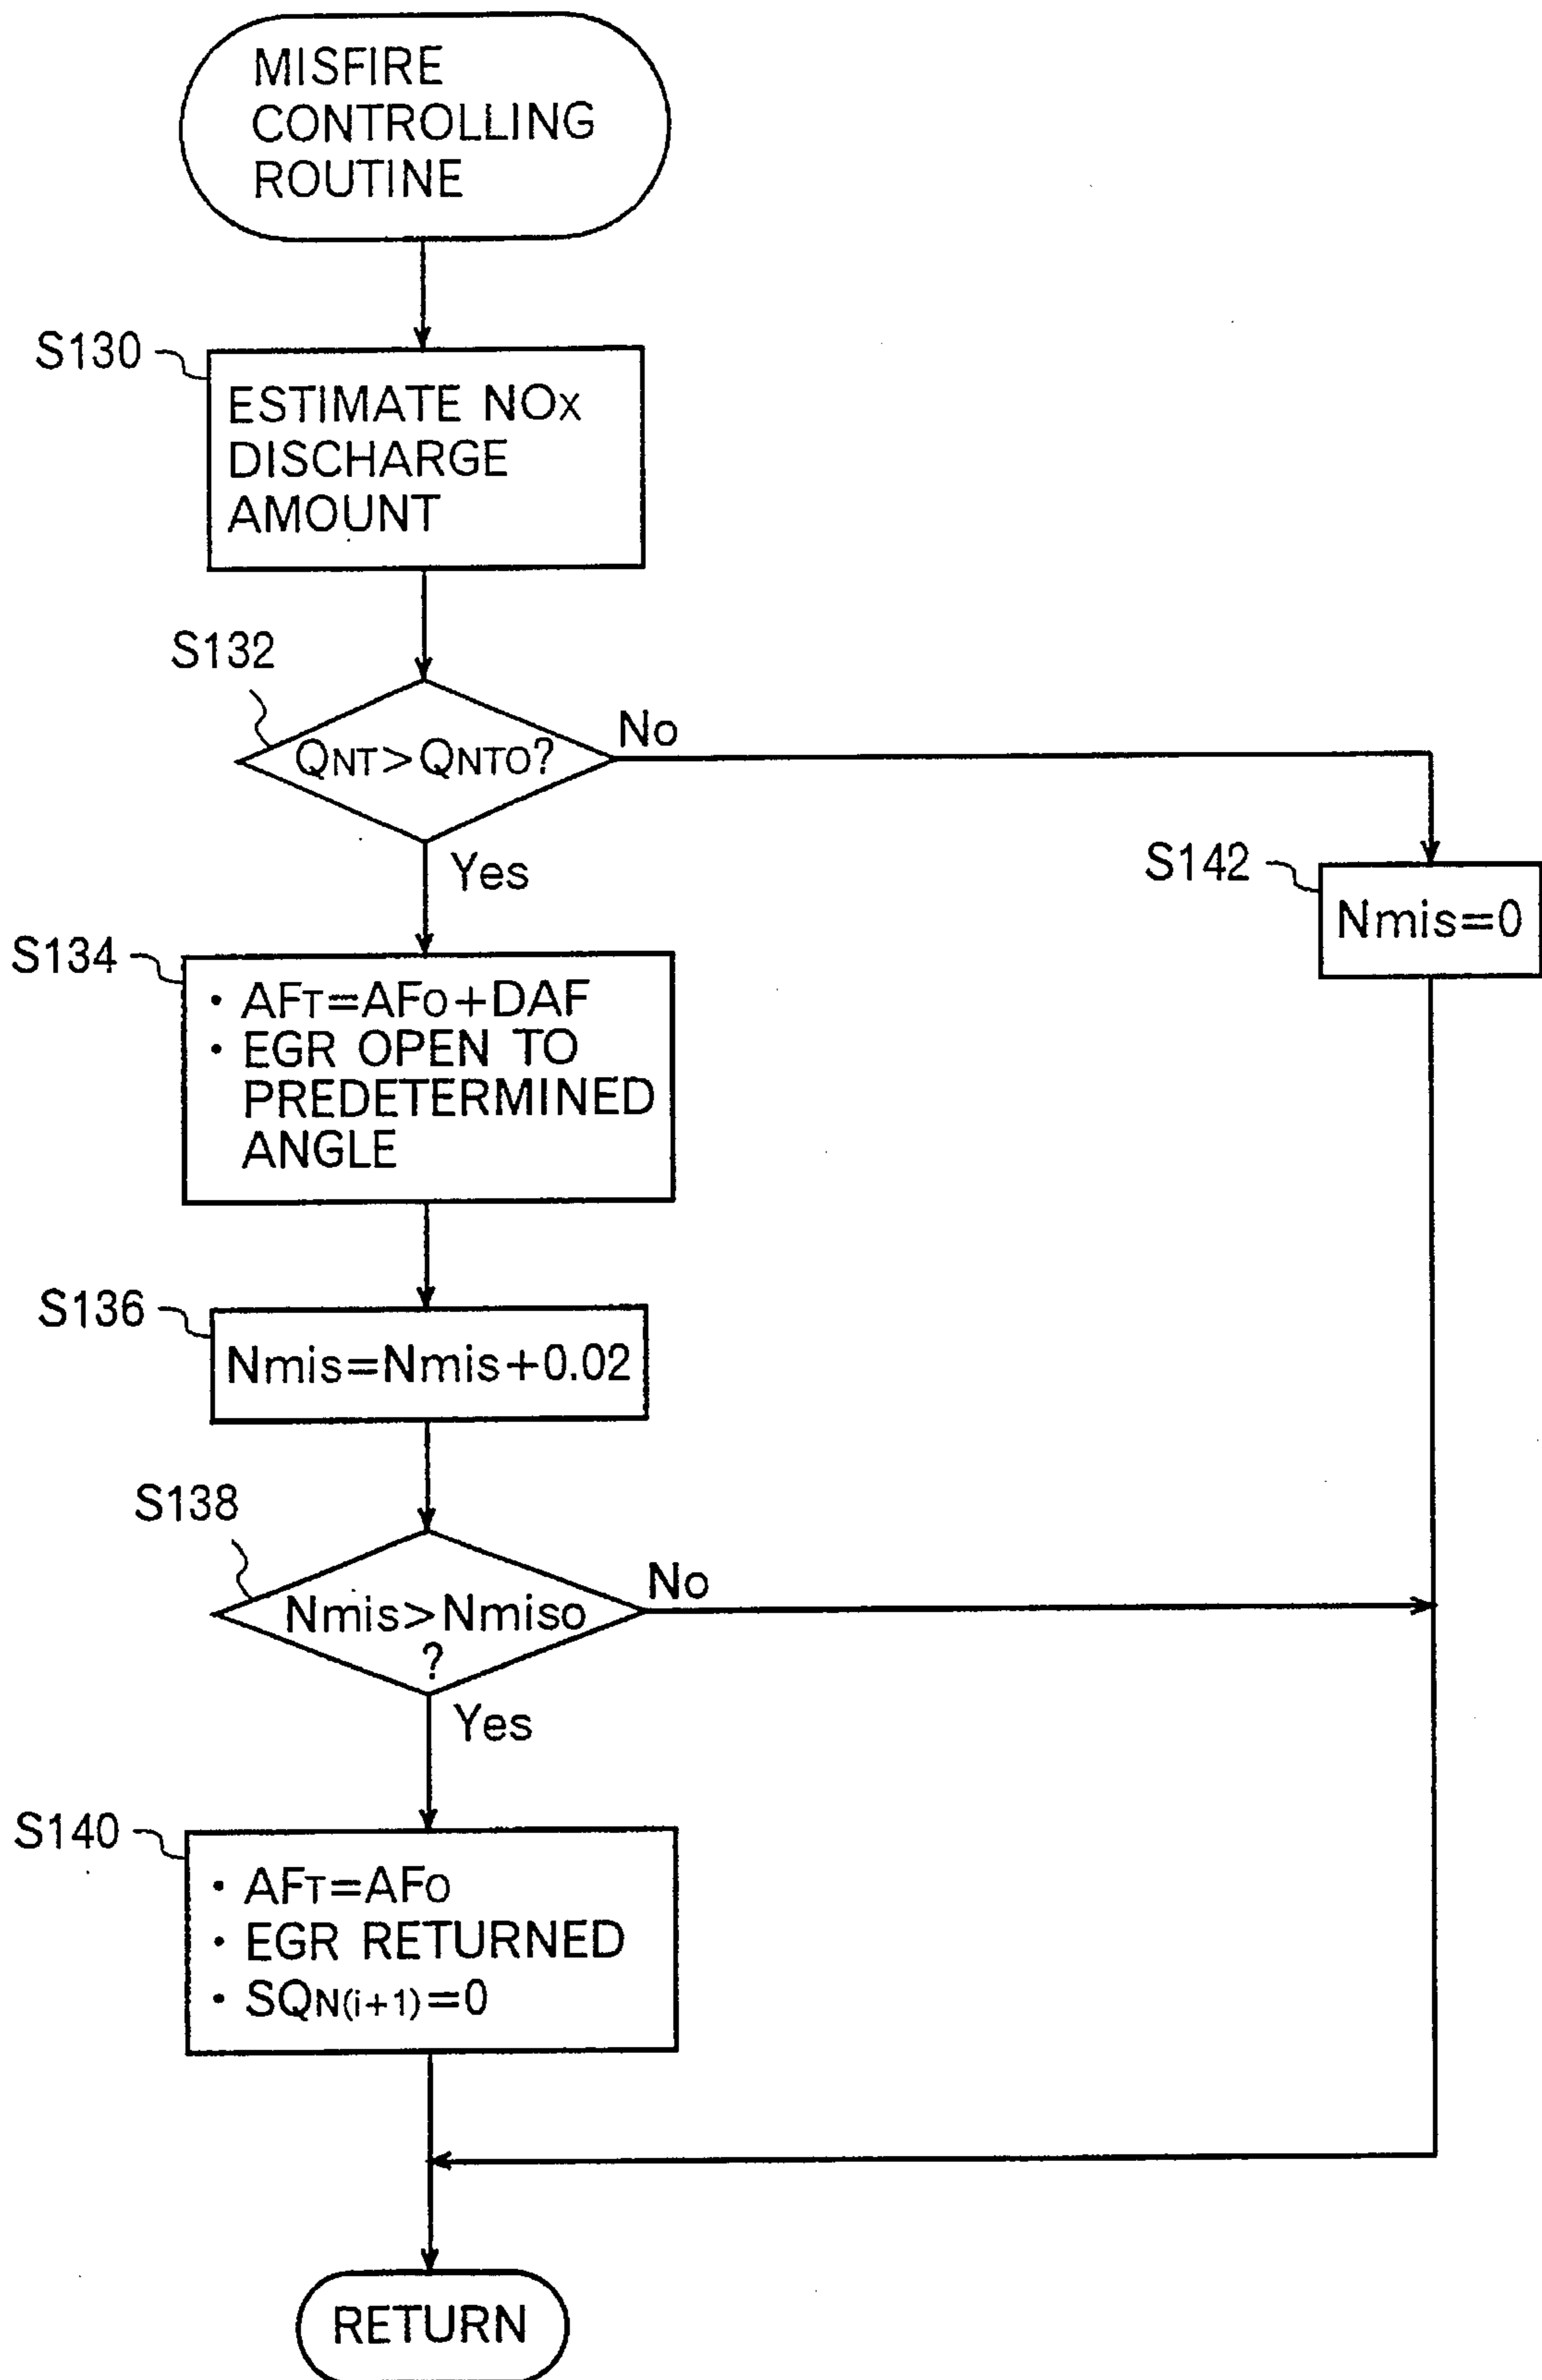 MISFIRE
CONTROLLING
ROUTINE
S130
ESTIMATE NOx
DISCHARGE
AMOUNT
S132
QNT>QNTO?
No
Yes
S142
Nmis=0
S134
· AFT=AFO+DAF
· EGR OPEN TO
PREDETERMINED
ANGLE
S136
Nmis=Nmis+0.02
S138
Nmis>Nmiso
?
No
Yes
S140
· AFT=AFO
· EGR RETURNED
· SQN(i+1)=0
RETURN